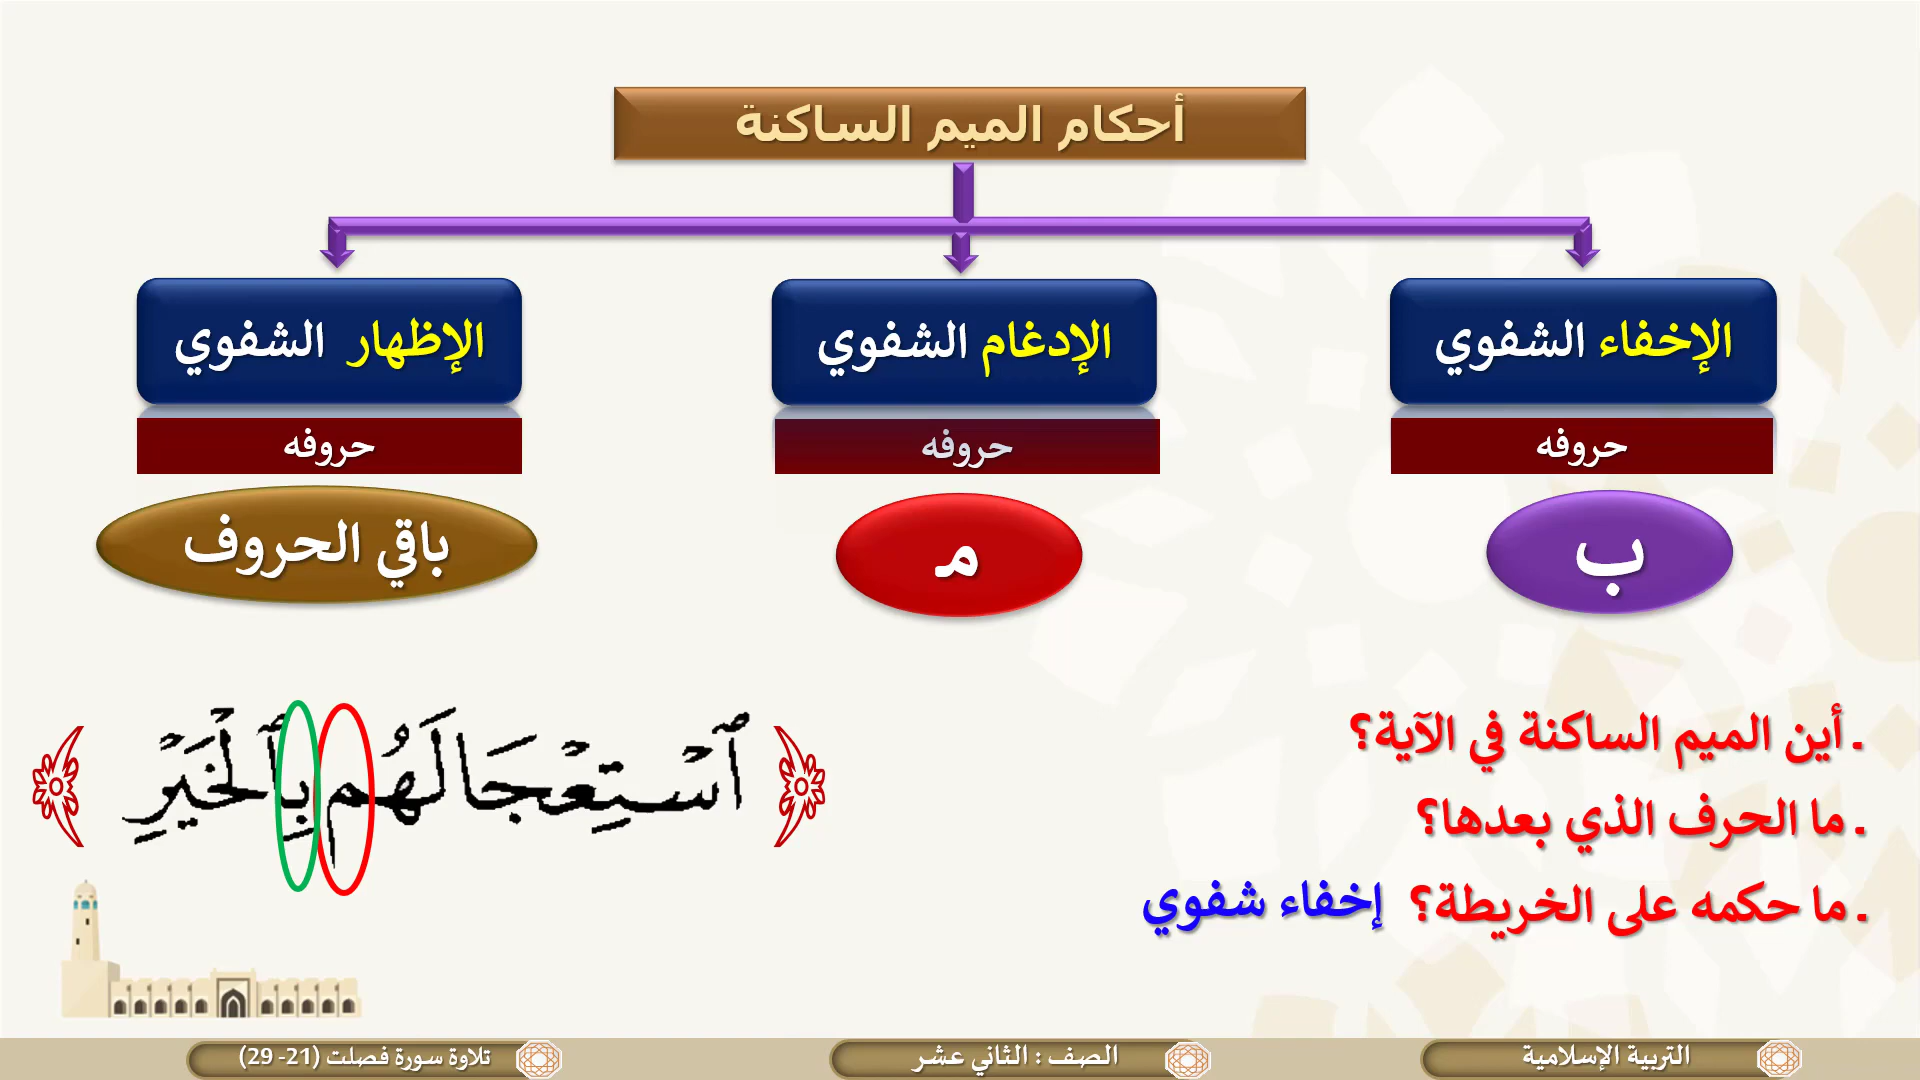 أحكام الميم الساكنة
الإخفاء الشفوي
الإدغام الشفوي
الإظهار الشفوي
حروفه
حروفه
حروفه
ب
مـ
باقي الحروف
﴿ ٱسْتِعْجَالَهُم بِٱلْخَيْرِ ﴾
. أين الميم الساكنة في الآية؟
. ما الحرف الذي بعدها؟
. ما حكمه على الخريطة؟ إخفاء شفوي
التربية الإسلامية
الصف : الثاني عشر
تلاوة سورة فصلت (21- 29)